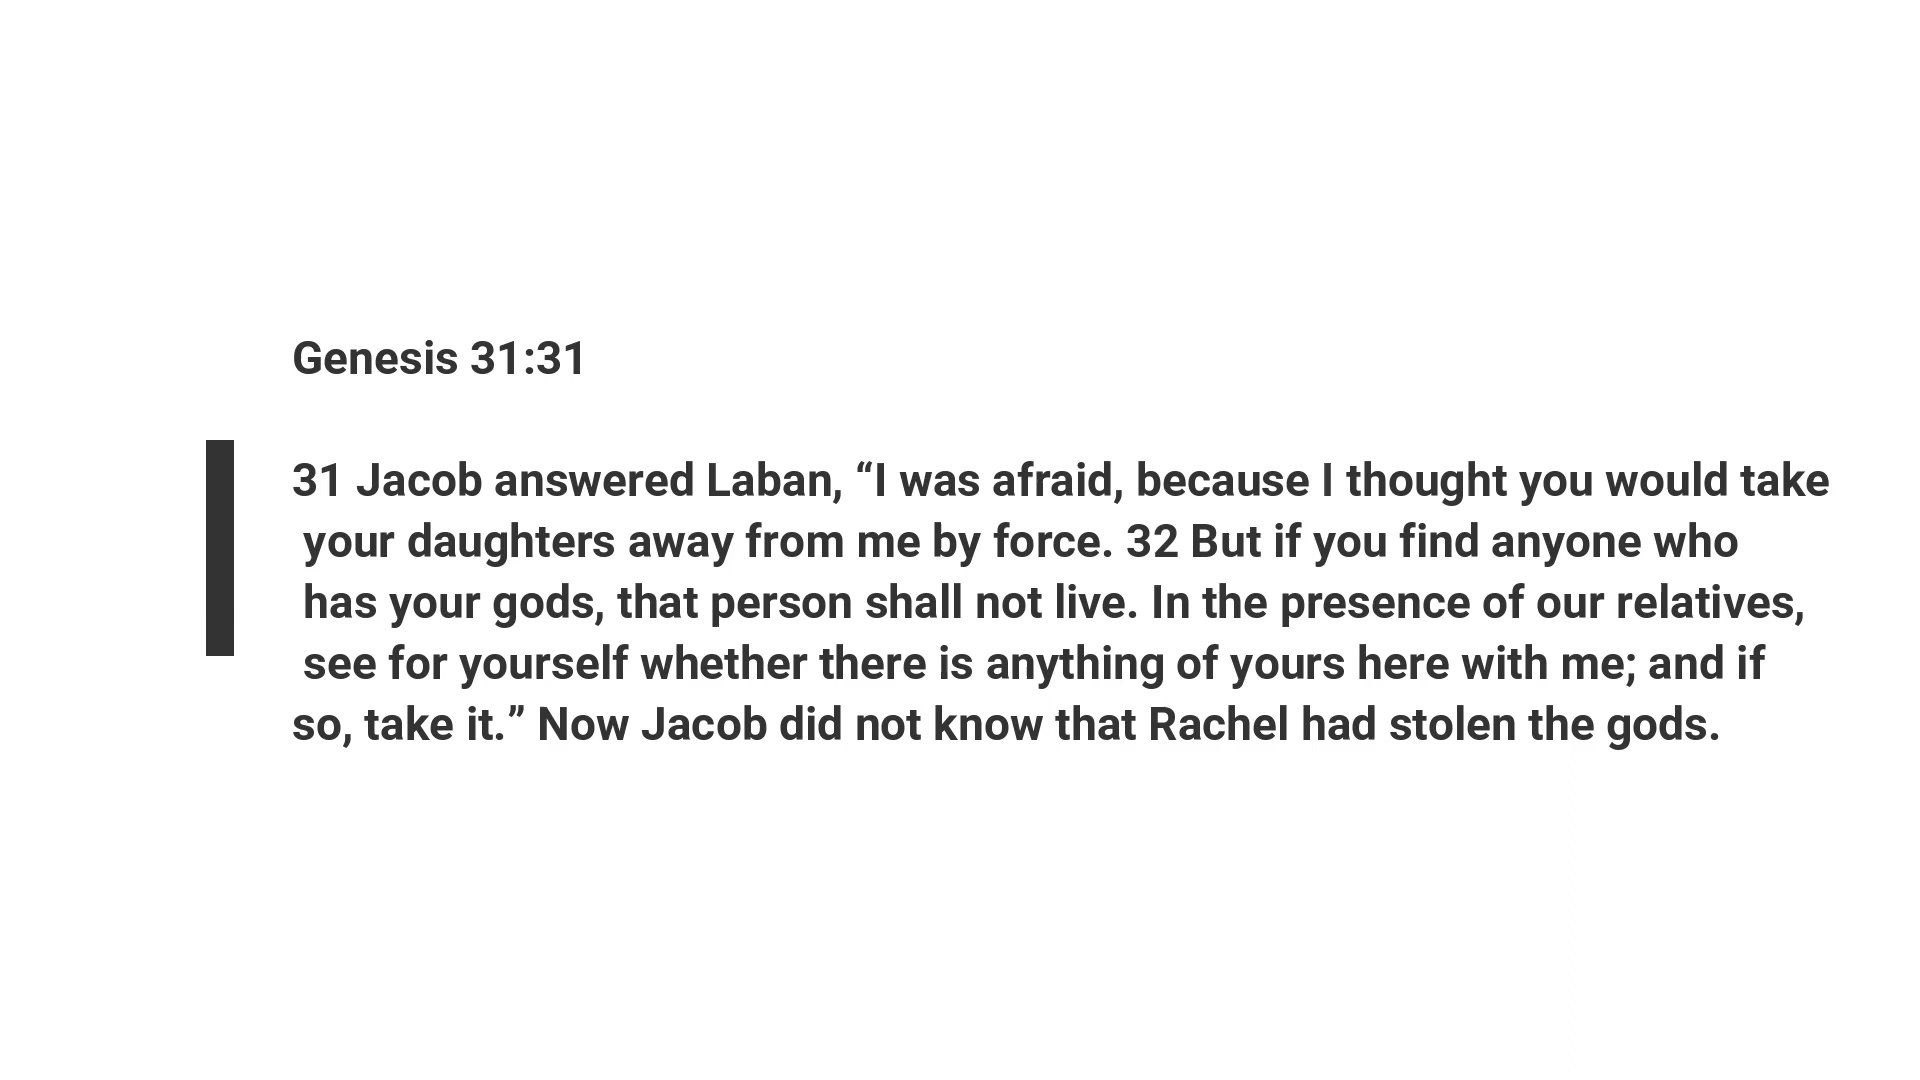 Genesis 31:31
31 Jacob answered Laban, “I was afraid, because I thought you would take
your daughters away from me by force. 32 But if you find anyone who
has your gods, that person shall not live. In the presence of our relatives,
see for yourself whether there is anything of yours here with me; and if
so, take it.” Now Jacob did not know that Rachel had stolen the gods.